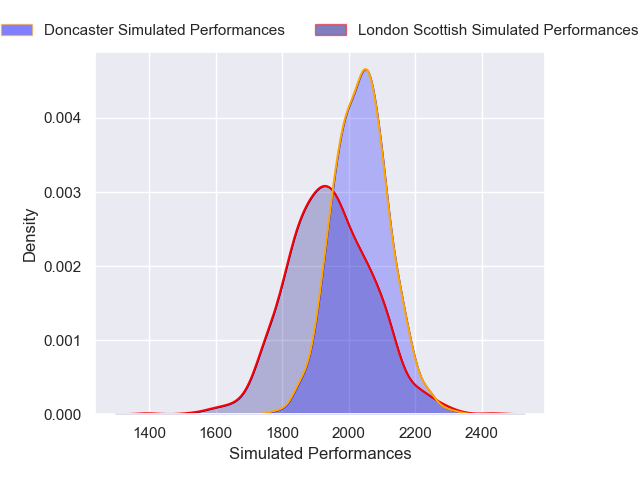 Doncaster Simulated Performances London Scottish Simulated Performances
0.004
0.003
0.002
0.001
0.000
Density
1400 1600 1800 2000 2200 2400
Simulated Performances